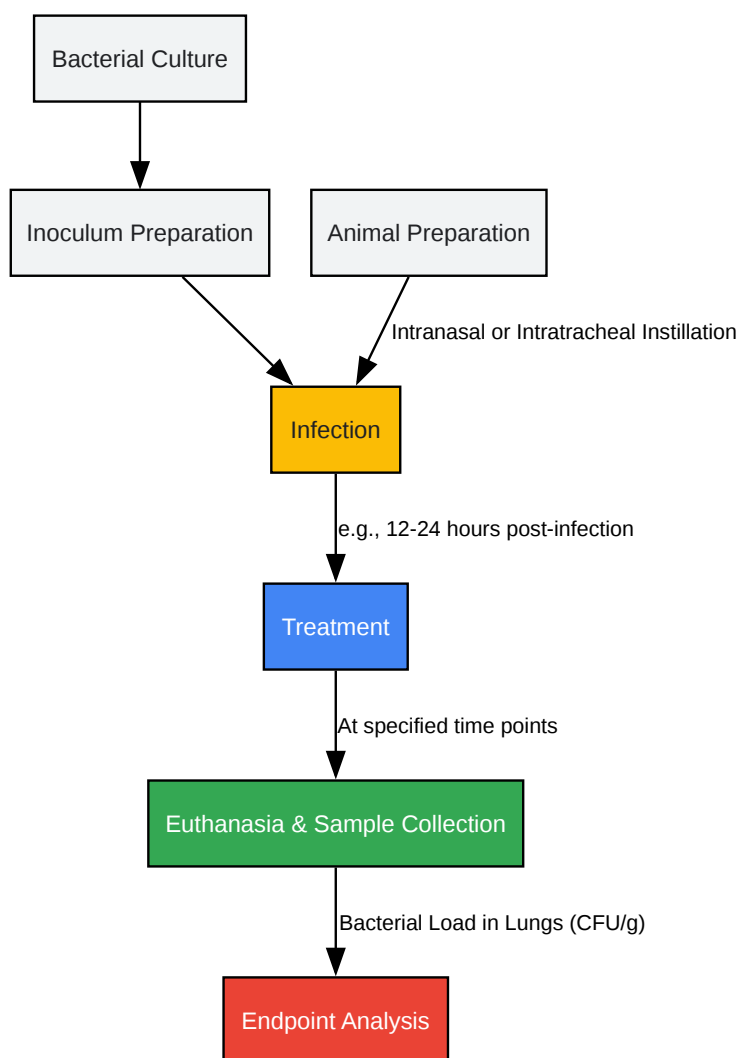 Bacterial Culture
Inoculum Preparation
Animal Preparation
Intranasal or Intratracheal Instillation
Infection
e.g., 12-24 hours post-infection
Treatment
At specified time points
Euthanasia & Sample Collection
Bacterial Load in Lungs (CFU/g)
Endpoint Analysis